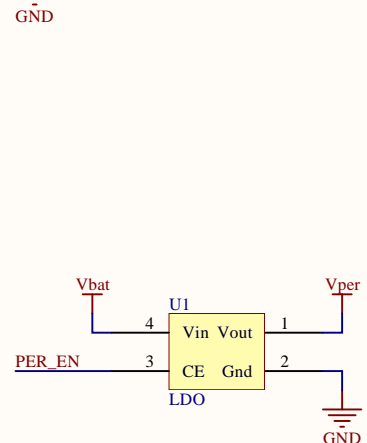 GND
Vbat
Vper
U1
4 Vin Vout 1
PER_EN 3 CE Gnd 2
LDO
GND